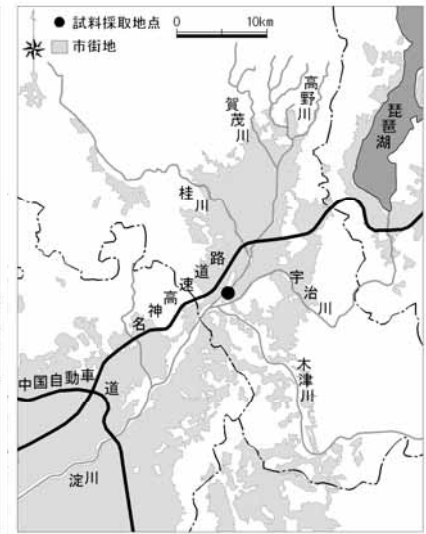 ● 試料採取地点
市街地
0 10km
高野川
賀茂川
琵琶湖
桂川
名神高速道路
宇治川
木津川
中国自動車道
淀川